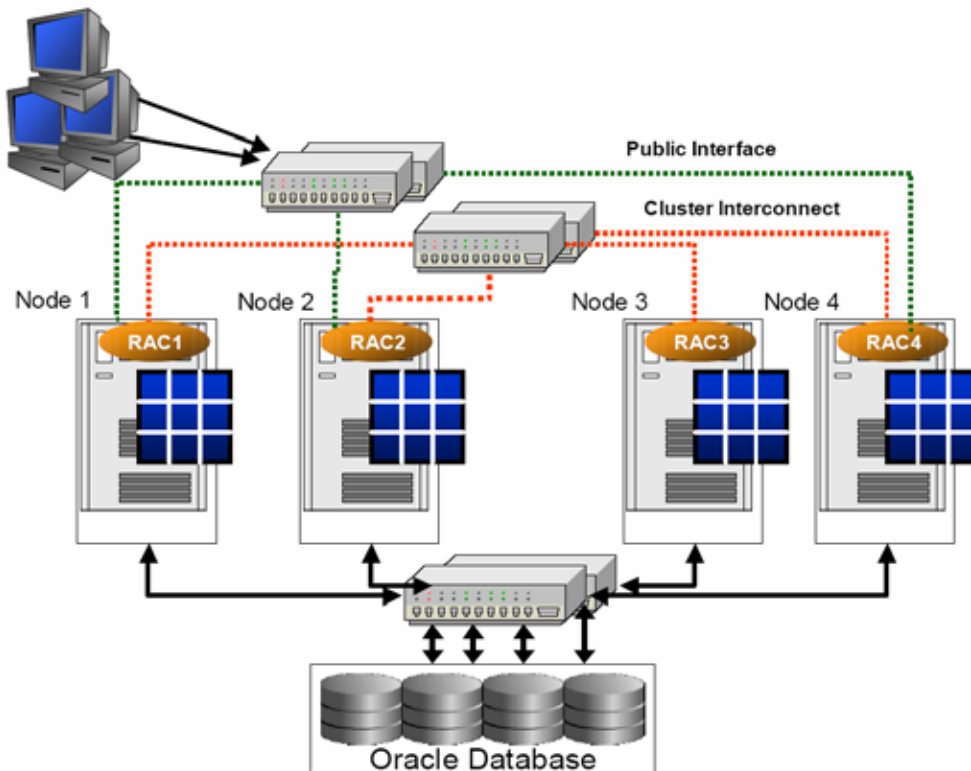 Public Interface
Cluster Interconnect
Node 1
Node 2
Node 3
Node 4
RAC1
RAC2
RAC3
RAC4
Oracle Database